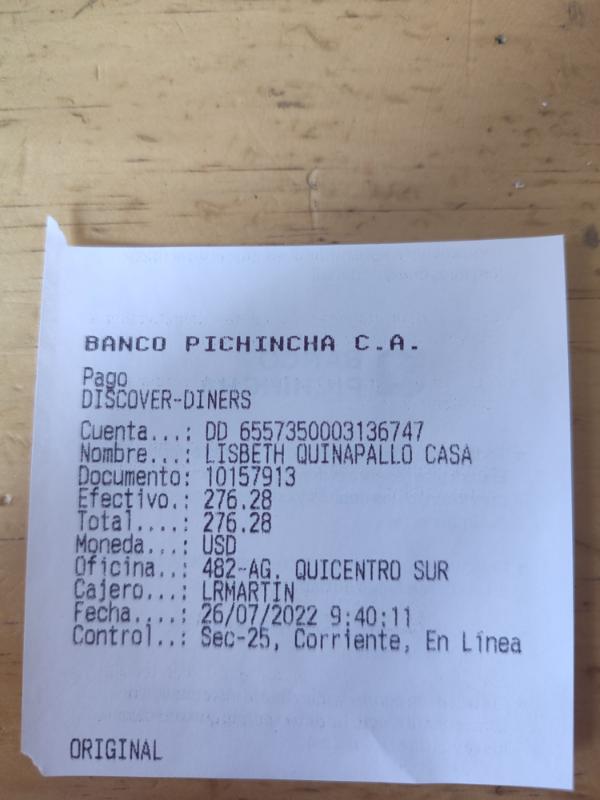 BANCO PICHINCHA C.A.
Pago
DISCOVER-DINERS
Cuenta...: DD 6557350003136747
Nombre...: LISBETH QUINAPALLO CASA
Documento: 10157913
Efectivo.: 276.28
Total....: 276.28
Moneda...: USD
Oficina..: 482-AG. QUICENTRO SUR
Cajero...: LRMARTIN
Fecha....: 26/07/2022 9:40:11
Control..: Sec-25, Corriente, En Línea
ORIGINAL